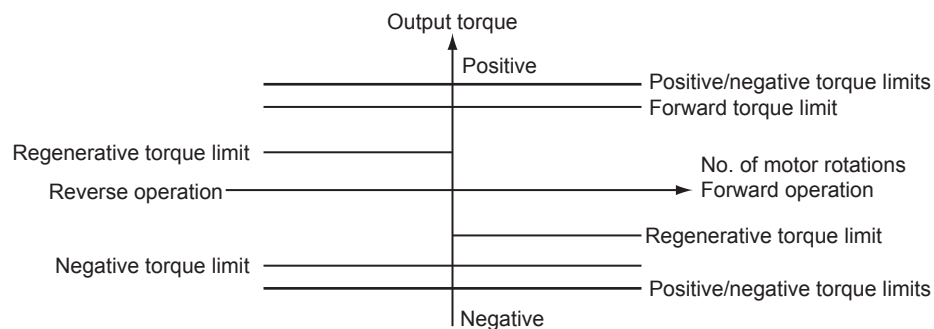 Output torque
Positive
Positive/negative torque limits
Forward torque limit
Regenerative torque limit
No. of motor rotations
Reverse operation
Forward operation
Regenerative torque limit
Negative torque limit
Positive/negative torque limits
Negative